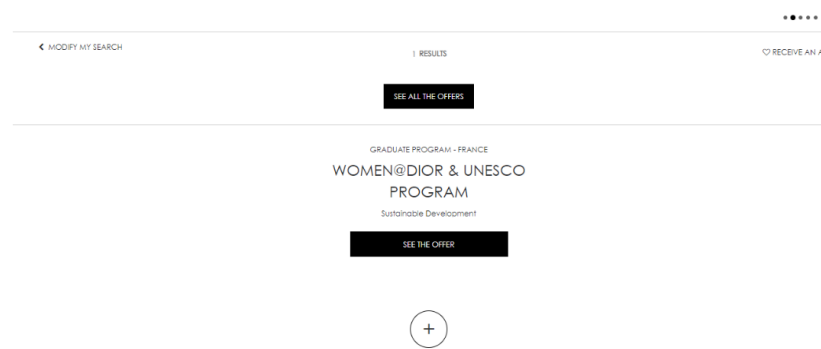 MODIFY MY SEARCH
| RESULTS
RECEIVE AN A
SEE ALL THE OFFERS
GRADUATE PROGRAM - FRANCE
WOMEN@DIOR & UNESCO
PROGRAM
Sustainable Development
SEE THE OFFER